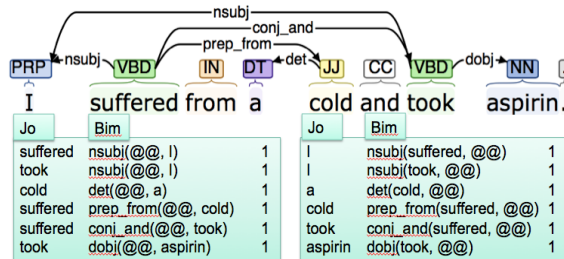 nsubj
conj_and
prep_from
PRP nsubj VBD IN DT det JJ CC VBD dobj NN
I suffered from a cold and took aspirin.
Jo Bim
suffered nsubj(@@, I) 1
took nsubj(@@, I) 1
cold det(@@, a) 1
suffered prep_from(@@, cold) 1
suffered conj_and(@@, took) 1
took dobj(@@, aspirin) 1
Jo Bim
I nsubj(suffered, @@) 1
I nsubj(took, @@) 1
a det(cold, @@) 1
cold prep_from(suffered, @@) 1
took conj_and(suffered, @@) 1
aspirin dobj(took, @@) 1